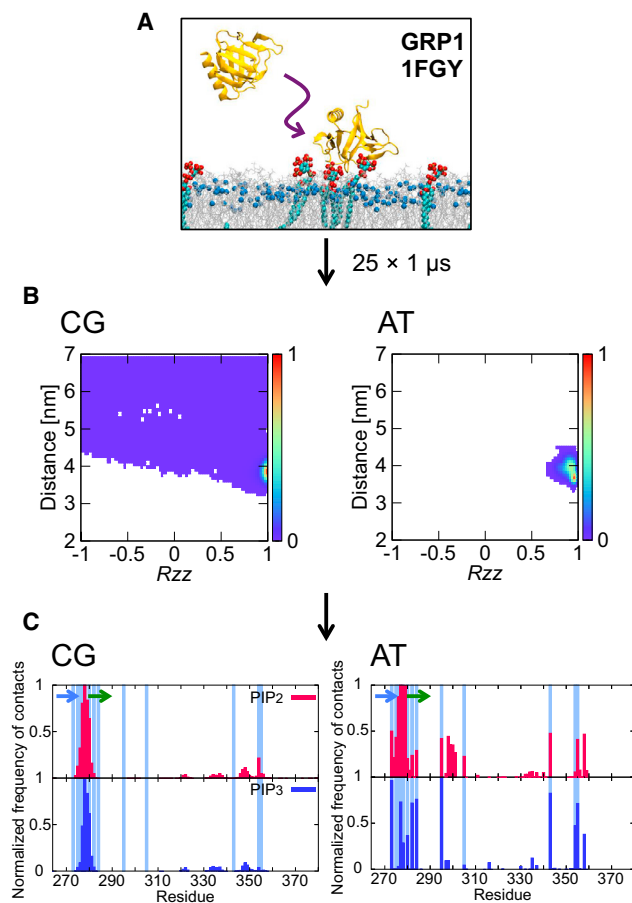 A
GRP1
1FGY
25 × 1 µs
B
CG
AT
Distance [nm]
7
6
5
4
3
2
-1
-0.5
0
0.5
1
Rzz
1
0
Distance [nm]
7
6
5
4
3
2
-1
-0.5
0
0.5
1
Rzz
1
0
C
CG
AT
Normalized frequency of contacts
1
0.5
1
0.5
0
PIP2
PIP3
270
290
310
330
350
370
Residue
Normalized frequency of contacts
1
0.5
1
0.5
0
270
290
310
330
350
370
Residue